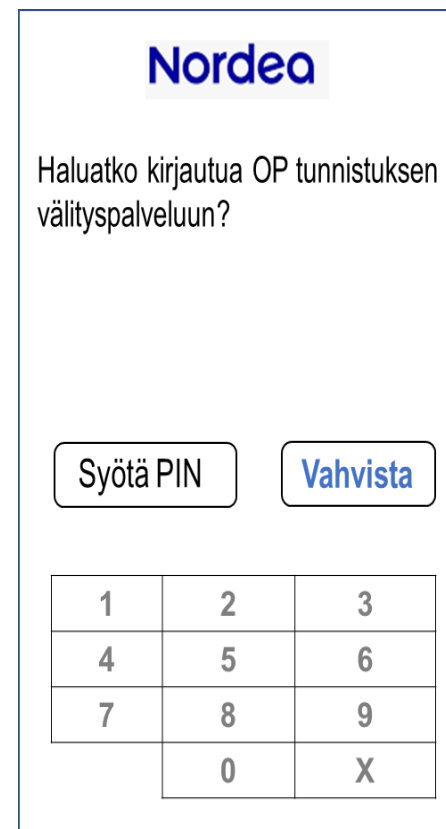 Nordea
Haluatko kirjautua OP tunnistuksen
välityspalveluun?
Syötä PIN Vahvista
1 2 3
4 5 6
7 8 9
0 X